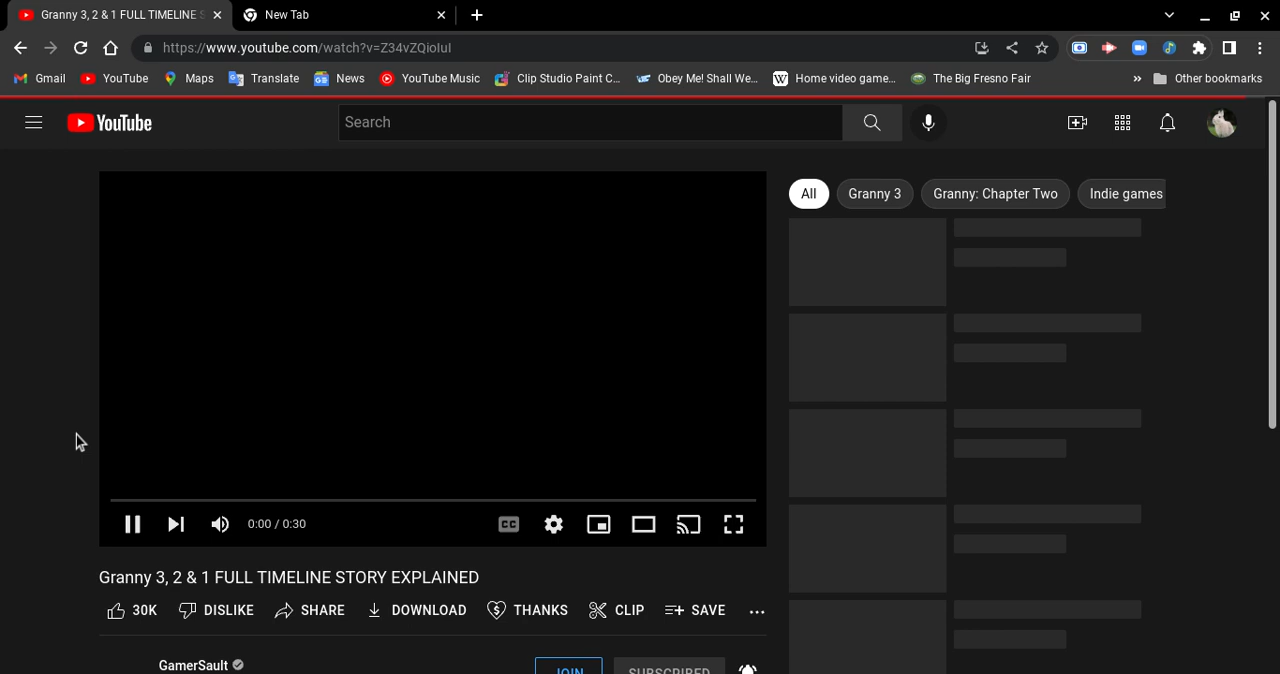 Granny 3, 2 & 1 FULL TIMELINE S
New Tab
https://www.youtube.com/watch?v=Z34vZQioIuI
Gmail
YouTube
Maps
Translate
News
YouTube Music
Clip Studio Paint C...
Obey Me! Shall We...
Home video game...
The Big Fresno Fair
»
Other bookmarks
YouTube
Search
All
Granny 3
Granny: Chapter Two
Indie games
0:00 / 0:30
CC
Granny 3, 2 & 1 FULL TIMELINE STORY EXPLAINED
30K
DISLIKE
SHARE
DOWNLOAD
THANKS
CLIP
SAVE
GamerSault
JOIN
SUBSCRIBED